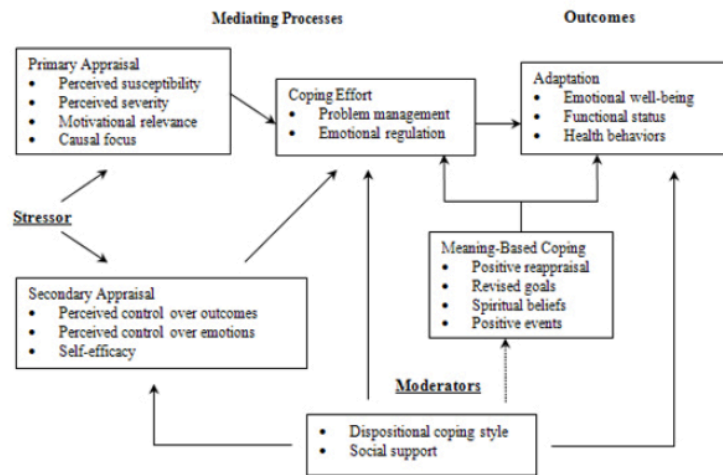 Mediating Processes
Outcomes
Primary Appraisal
• Perceived susceptibility
• Perceived severity
• Motivational relevance
• Causal focus
Coping Effort
• Problem management
• Emotional regulation
Adaptation
• Emotional well-being
• Functional status
• Health behaviors
Stressor
Secondary Appraisal
• Perceived control over outcomes
• Perceived control over emotions
• Self-efficacy
Meaning-Based Coping
• Positive reappraisal
• Revised goals
• Spiritual beliefs
• Positive events
Moderators
• Dispositional coping style
• Social support